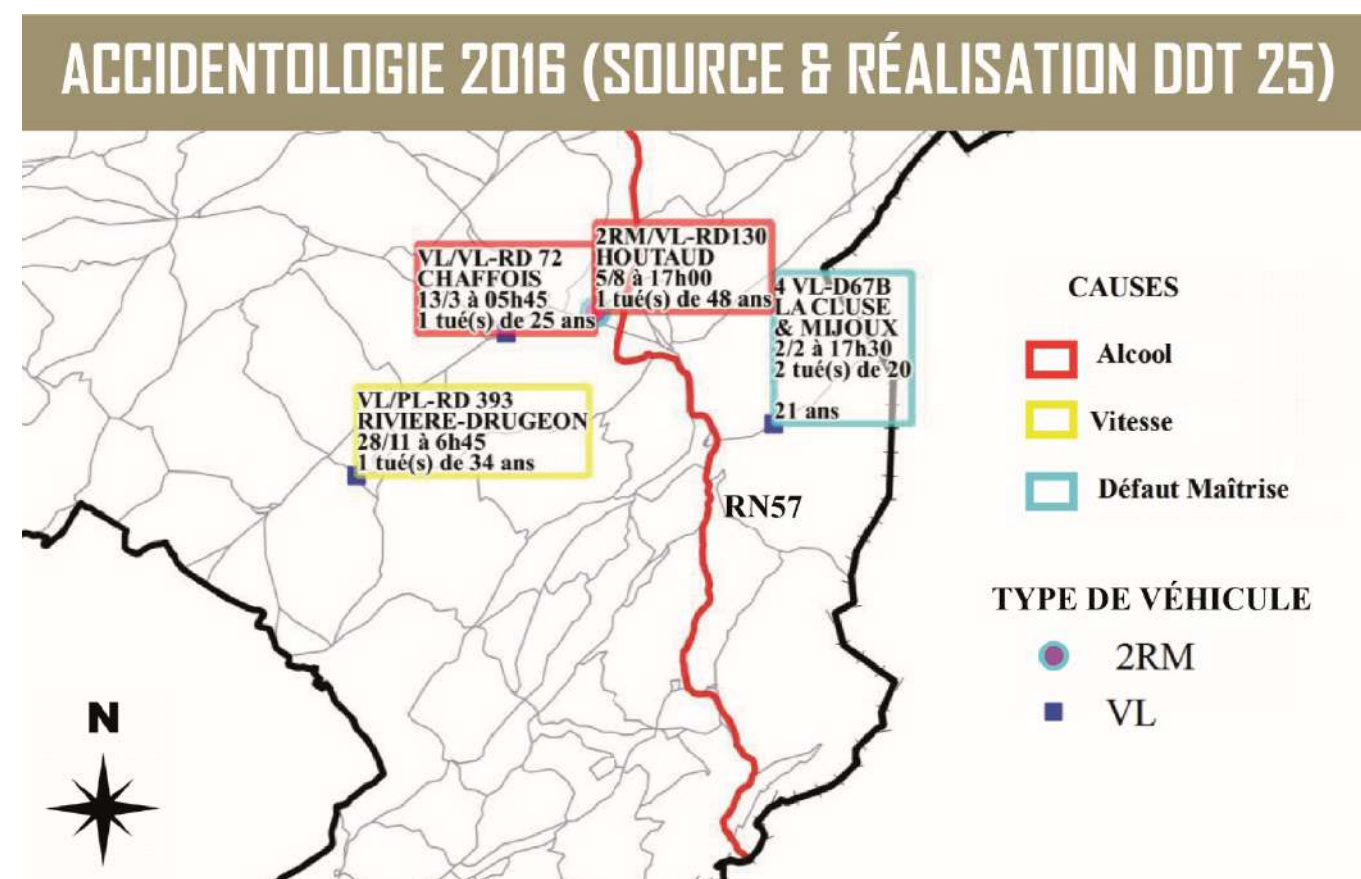 ACCIDENTOLOGIE 2016 (SOURCE & RÉALISATION DDT 25)
2RM/VL-RD130
HOUTAUD
5/8 à 17h00
1 tué(s) de 48 ans
VL/VL-RD 72
CHAFFOIS
13/3 à 05h45
1 tué(s) de 25 ans
4 VL-D67B
LA CLUSE
& MIJOUX
2/2 à 17h30
2 tué(s) de 20
21 ans
VL/PL-RD 393
RIVIERE-DRUGEON
28/11 à 6h45
1 tué(s) de 34 ans
RN57
CAUSES
Alcool
Vitesse
Défaut Maîtrise
TYPE DE VÉHICULE
2RM
VL
N